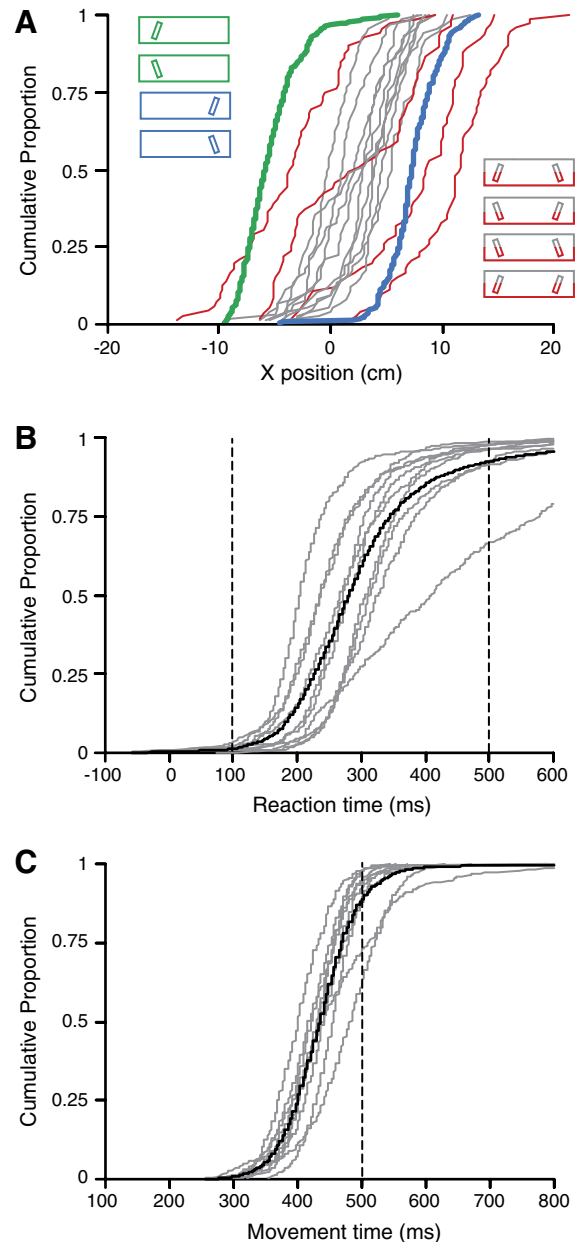 A
1
0.75
0.5
0.25
0
Cumulative Proportion
-20 -10 0 10 20
X position (cm)
B
1
0.75
0.5
0.25
0
Cumulative Proportion
-100 0 100 200 300 400 500 600
Reaction time (ms)
C
1
0.75
0.5
0.25
0
Cumulative Proportion
100 200 300 400 500 600 700 800
Movement time (ms)